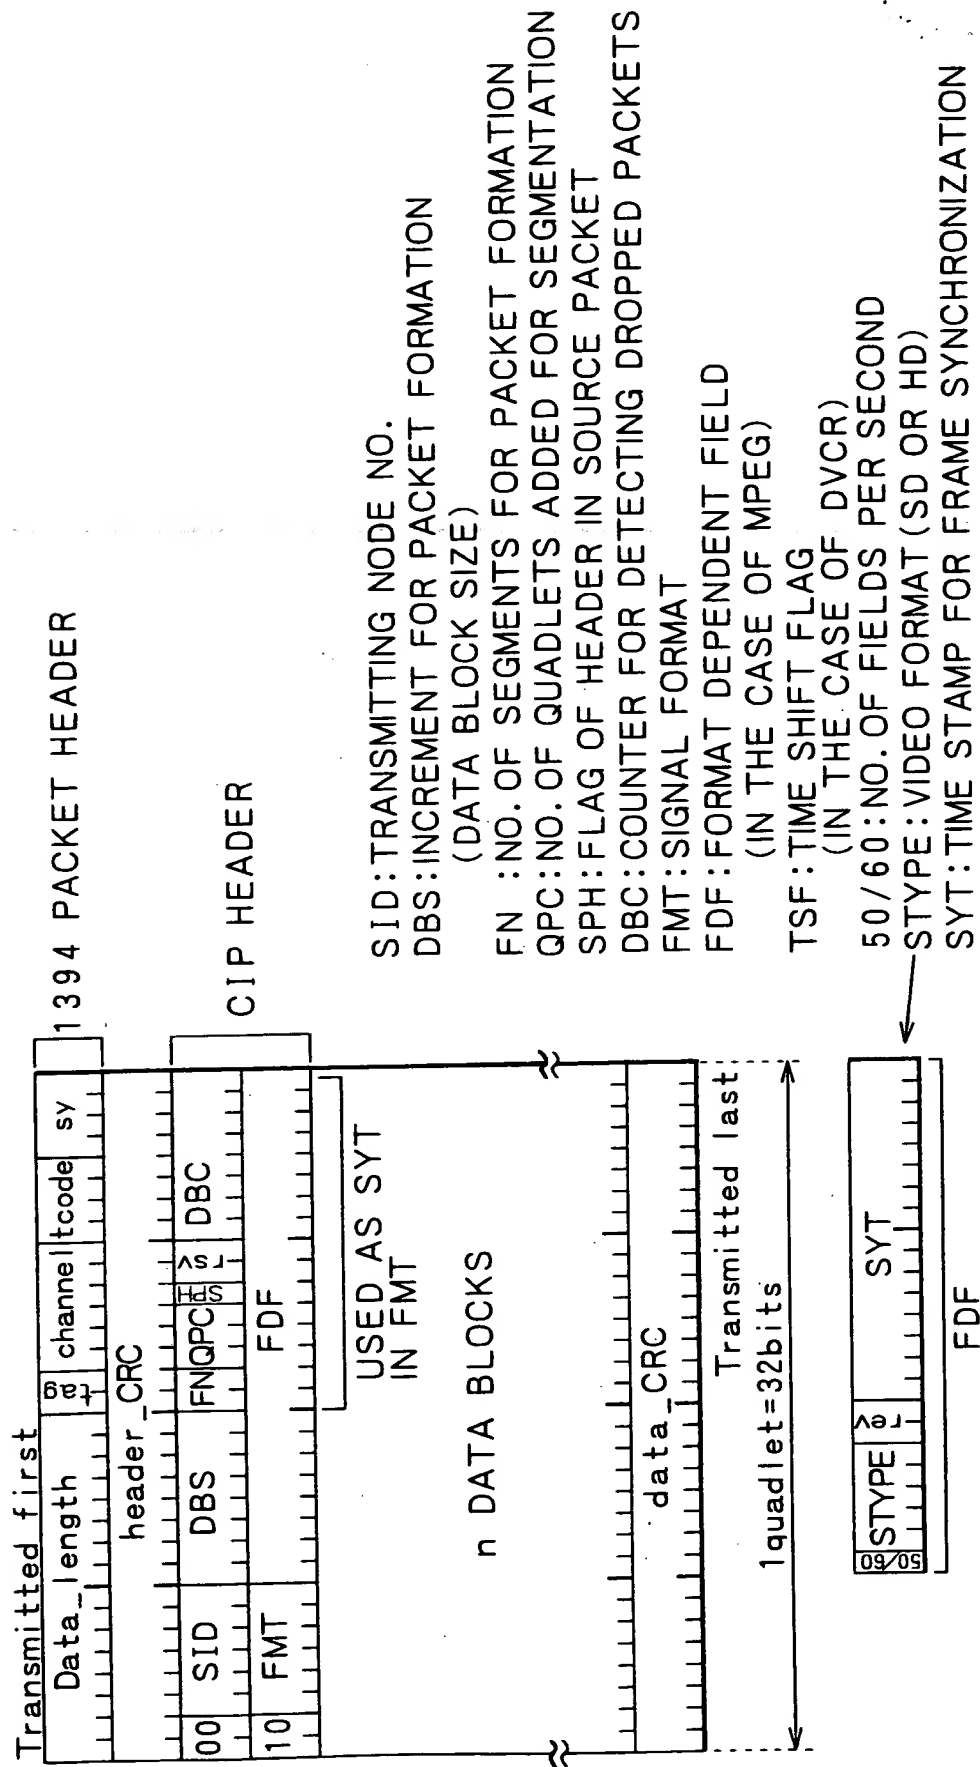 Transmitted first
Data_length tag channel tcode sy
1394 PACKET HEADER
header_CRC
00 SID DBS FN QPC SPH rsv DBC
10 FMT FDF
CIP HEADER
USED AS SYT
IN FMT
n DATA BLOCKS
data_CRC
Transmitted last
1quadlet=32bits
50/60 STYPE rev SYT
FDF
SID:TRANSMITTING NODE NO.
DBS:INCREMENT FOR PACKET FORMATION
(DATA BLOCK SIZE)
FN :NO.OF SEGMENTS FOR PACKET FORMATION
QPC:NO.OF QUADLETS ADDED FOR SEGMENTATION
SPH:FLAG OF HEADER IN SOURCE PACKET
DBC:COUNTER FOR DETECTING DROPPED PACKETS
FMT:SIGNAL FORMAT
FDF:FORMAT DEPENDENT FIELD
(IN THE CASE OF MPEG)
TSF:TIME SHIFT FLAG
(IN THE CASE OF DVCR)
50/60:NO.OF FIELDS PER SECOND
STYPE:VIDEO FORMAT(SD OR HD)
SYT:TIME STAMP FOR FRAME SYNCHRONIZATION